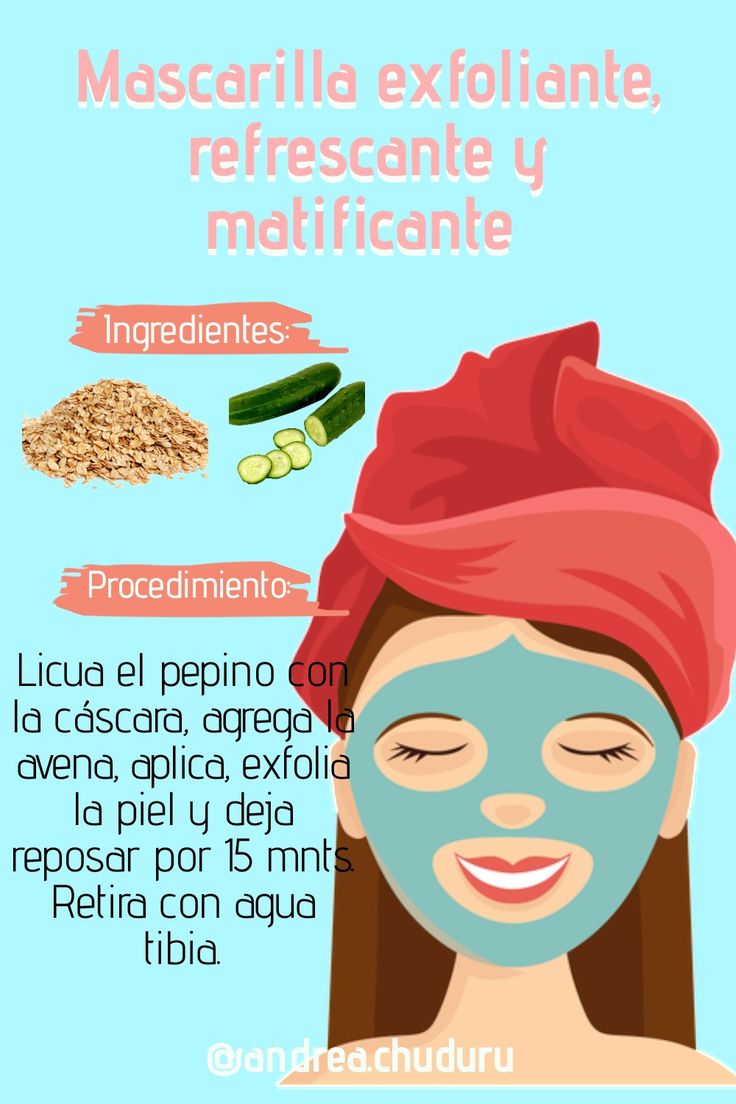 Mascarilla exfoliante,
refrescante y
matificante
Ingredientes:
Procedimiento:
Licua el pepino con
la cáscara, agrega la
avena, aplica, exfolia
la piel y deja
reposar por 15 mnts.
Retira con agua
tibia.
@andrea.chuduru